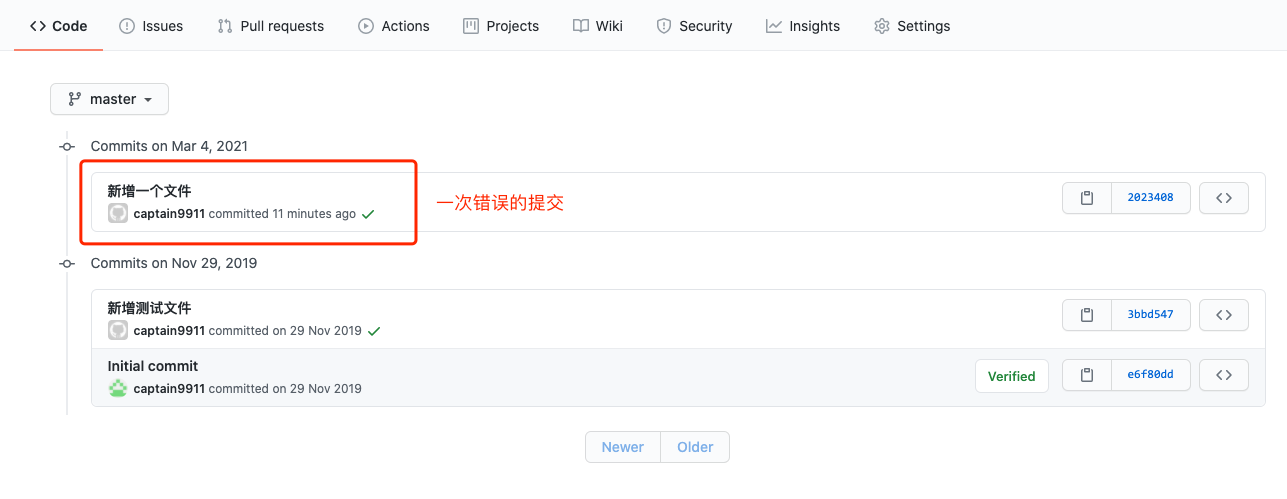 Code Issues Pull requests Actions Projects Wiki Security Insights Settings
master
Commits on Mar 4, 2021
新增一个文件
captain9911 committed 11 minutes ago
一次错误的提交
2023408
Commits on Nov 29, 2019
新增测试文件
captain9911 committed on 29 Nov 2019
3bbd547
Initial commit
captain9911 committed on 29 Nov 2019
Verified
e6f80dd
Newer Older